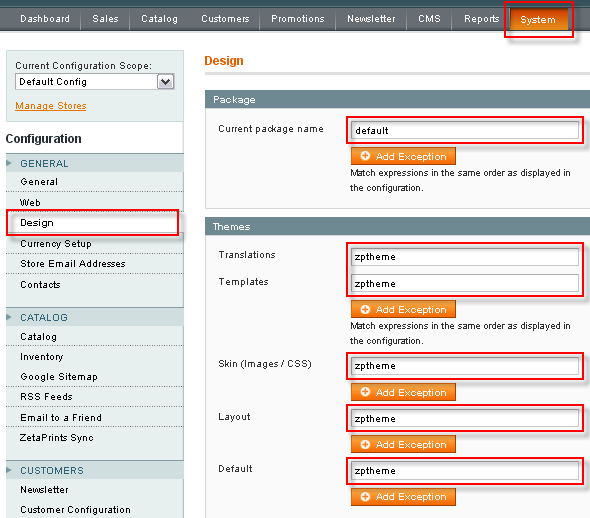 Dashboard Sales Catalog Customers Promotions Newsletter CMS Reports System
Current Configuration Scope:
Default Config
Manage Stores
Configuration
GENERAL
General
Web
Design
Currency Setup
Store Email Addresses
Contacts
CATALOG
Catalog
Inventory
Google Sitemap
RSS Feeds
Email to a Friend
ZetaPrints Sync
CUSTOMERS
Newsletter
Customer Configuration
Design
Package
Current package name default
Add Exception
Match expressions in the same order as displayed in
the configuration.
Themes
Translations zptheme
Templates zptheme
Add Exception
Match expressions in the same order as displayed in
the configuration.
Skin (Images / CSS) zptheme
Add Exception
Layout zptheme
Add Exception
Default zptheme
Add Exception